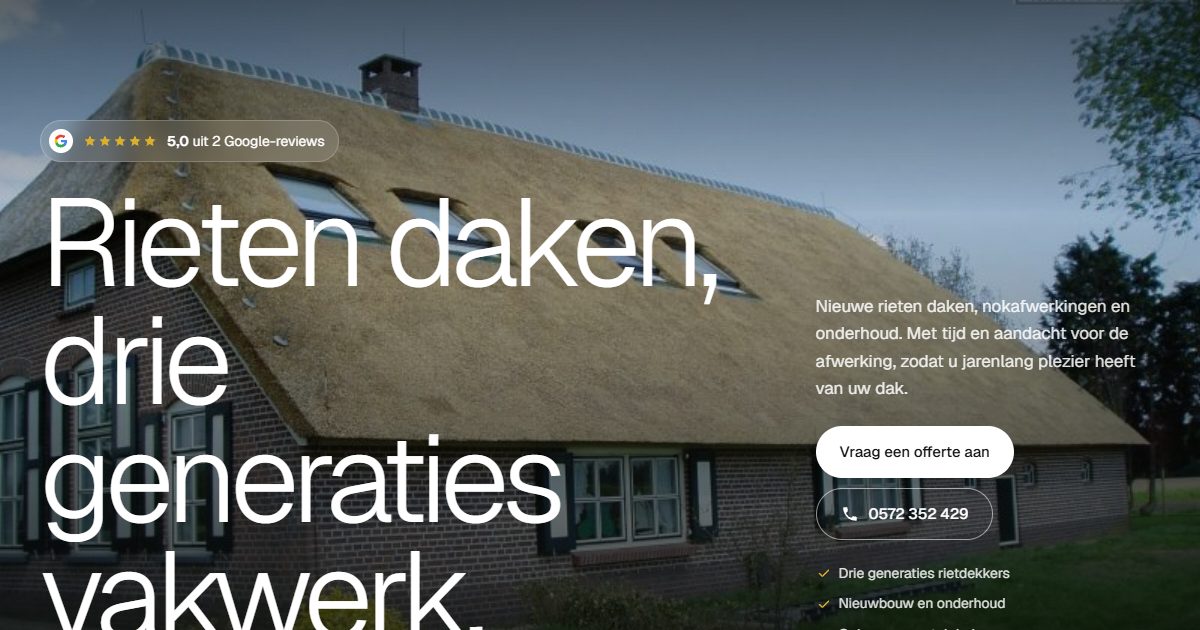 5,0 uit 2 Google-reviews
Rieten daken,
drie
generaties
vakwerk.
Nieuwe rieten daken, nokafwerkingen en
onderhoud. Met tijd en aandacht voor de
afwerking, zodat u jarenlang plezier heeft
van uw dak.
Vraag een offerte aan
0572 352 429
Drie generaties rietdekkers
Nieuwbouw en onderhoud